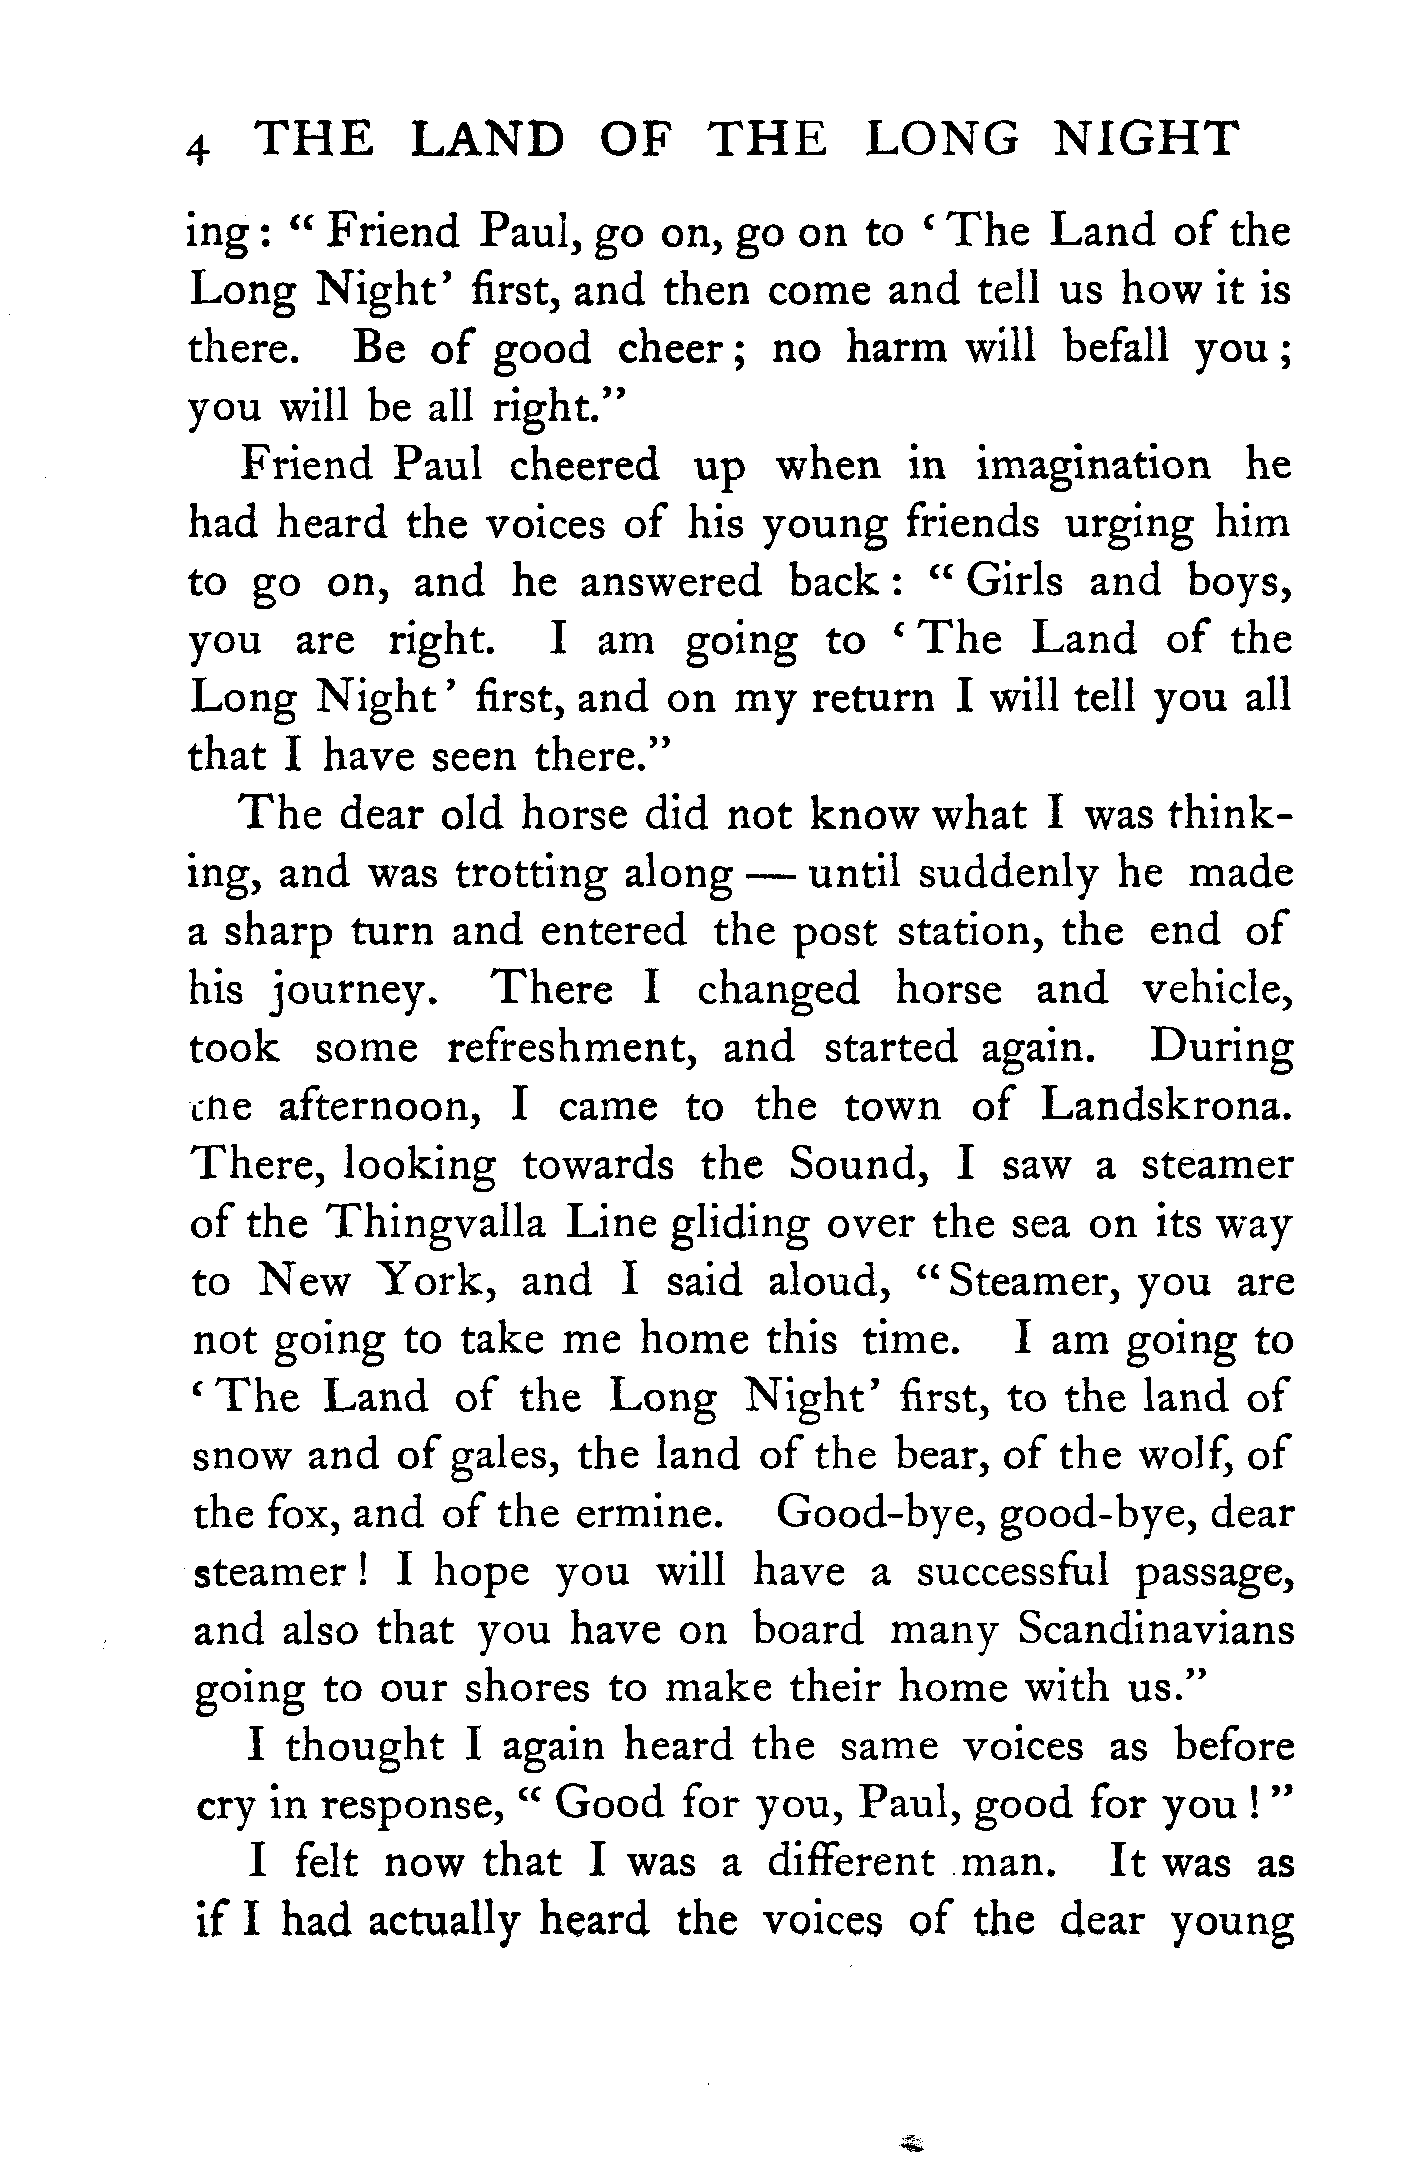 4 THE LAND OF THE LONG NIGHT
ing: “ Friend Paul, go on, go on to ‘ The Land of the
Long Night’ first, and then come and tell us how it is
there. Be of good cheer; no harm will befall you;
you will be all right.”
Friend Paul cheered up when in imagination he
had heard the voices of his young friends urging him
to go on, and he answered back: “ Girls and boys,
you are right. I am going to ‘ The Land of the
Long Night’ first, and on my return I will tell you all
that I have seen there.”
The dear old horse did not know what I was think-
ing, and was trotting along — until suddenly he made
a sharp turn and entered the post station, the end of
his journey. There I changed horse and vehicle,
took some refreshment, and started again. During
the afternoon, I came to the town of Landskrona.
There, looking towards the Sound, I saw a steamer
of the Thingvalla Line gliding over the sea on its way
to New York, and I said aloud, “ Steamer, you are
not going to take me home this time. I am going to
‘ The Land of the Long Night’ first, to the land of
snow and of gales, the land of the bear, of the wolf, of
the fox, and of the ermine. Good-bye, good-bye, dear
steamer! I hope you will have a successful passage,
and also that you have on board many Scandinavians
going to our shores to make their home with us.”
I thought I again heard the same voices as before
cry in response, “ Good for you, Paul, good for you! ”
I felt now that I was a different man. It was as
if I had actually heard the voices of the dear young